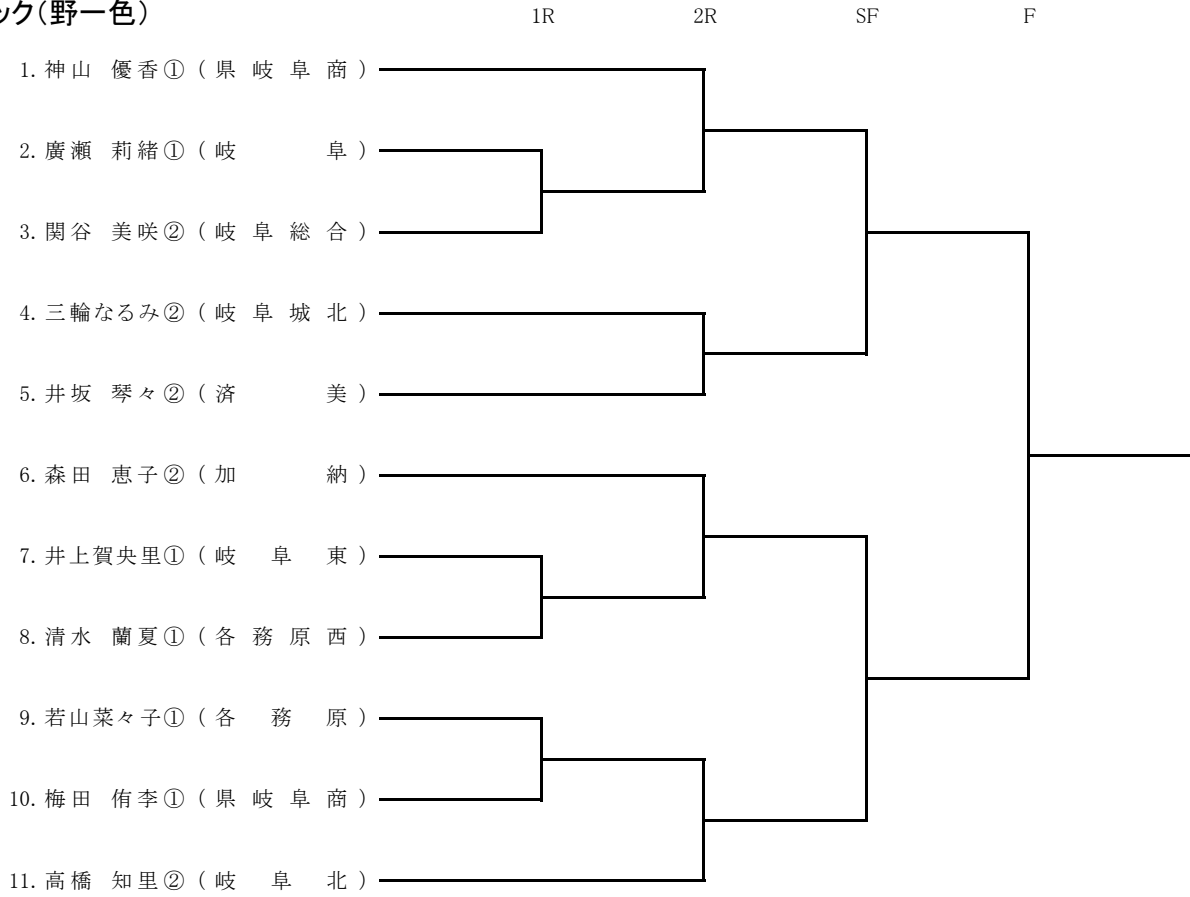 ック(野一色)
1R 2R SF F
1. 神山 優香① ( 県岐阜商 )
2. 廣瀬 莉緒① ( 岐阜 )
3. 関谷 美咲② ( 岐阜総合 )
4. 三輪なるみ② ( 岐阜城北 )
5. 井坂 琴々② ( 済美 )
6. 森田 恵子② ( 加納 )
7. 井上賀央里① ( 岐阜東 )
8. 清水 蘭夏① ( 各務原西 )
9. 若山菜々子① ( 各務原 )
10. 梅田 侑李① ( 県岐阜商 )
11. 高橋 知里② ( 岐阜北 )